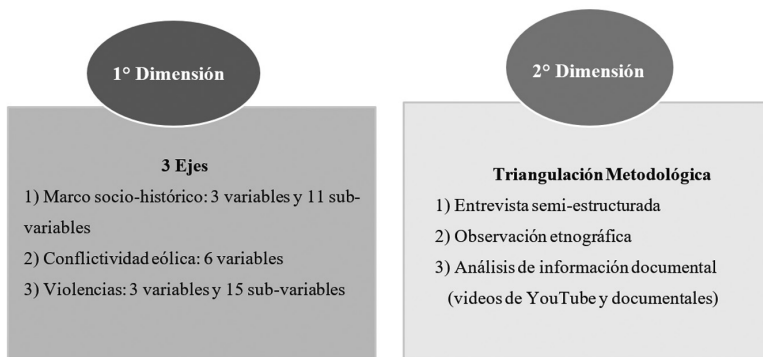 1° Dimensión
3 Ejes
1) Marco socio-histórico: 3 variables y 11 sub-
variables
2) Conflictividad eólica: 6 variables
3) Violencias: 3 variables y 15 sub-variables
2° Dimensión
Triangulación Metodológica
1) Entrevista semi-estructurada
2) Observación etnográfica
3) Análisis de información documental
(videos de YouTube y documentales)